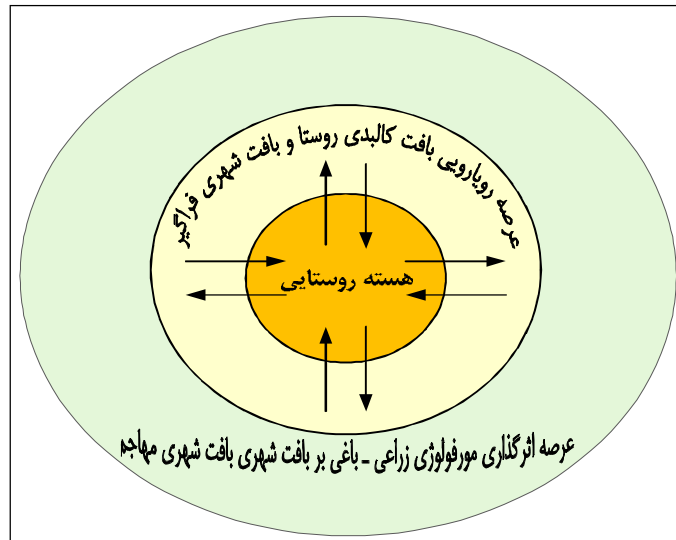 عرصه رویارویی بافت کالبدی روستا و بافت شهری فراگیر
هسته روستایی
عرصه اثرگذاری مورفولوژی زراعی ـ باغی بر بافت شهری بافت شهری مهاجم